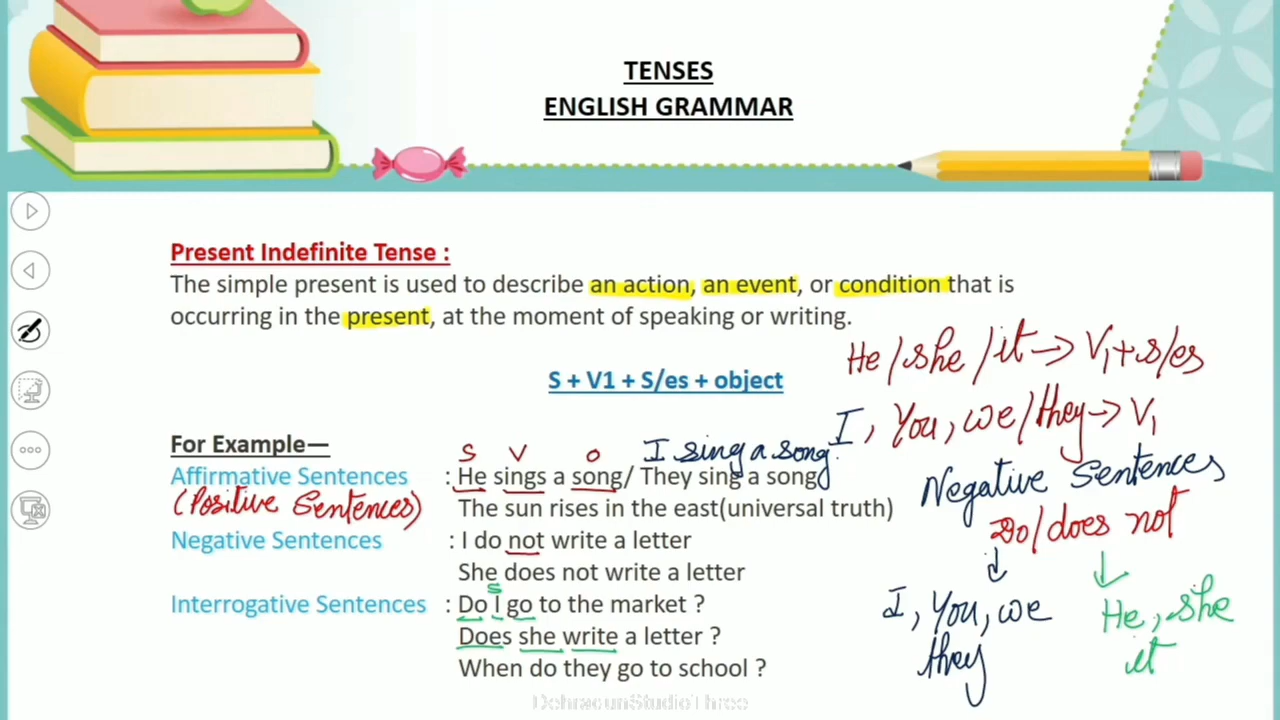 TENSES
ENGLISH GRAMMAR
Present Indefinite Tense :
The simple present is used to describe an action, an event, or condition that is
occurring in the present, at the moment of speaking or writing.
He/she/it→ V1+s/es
S + V1 + S/es + object
I, You, we/they→ V1
For Example—
S V O I sing a song.
Affirmative Sentences : He sings a song/ They sing a song
(Positive Sentences) The sun rises in the east(universal truth)
Negative Sentences
Do/does not
Negative Sentences : I do not write a letter
She does not write a letter
S
Interrogative Sentences : Do I go to the market ?
Does she write a letter ?
When do they go to school ?
I, You, we
they
He, she
it
DehradunStudioThree